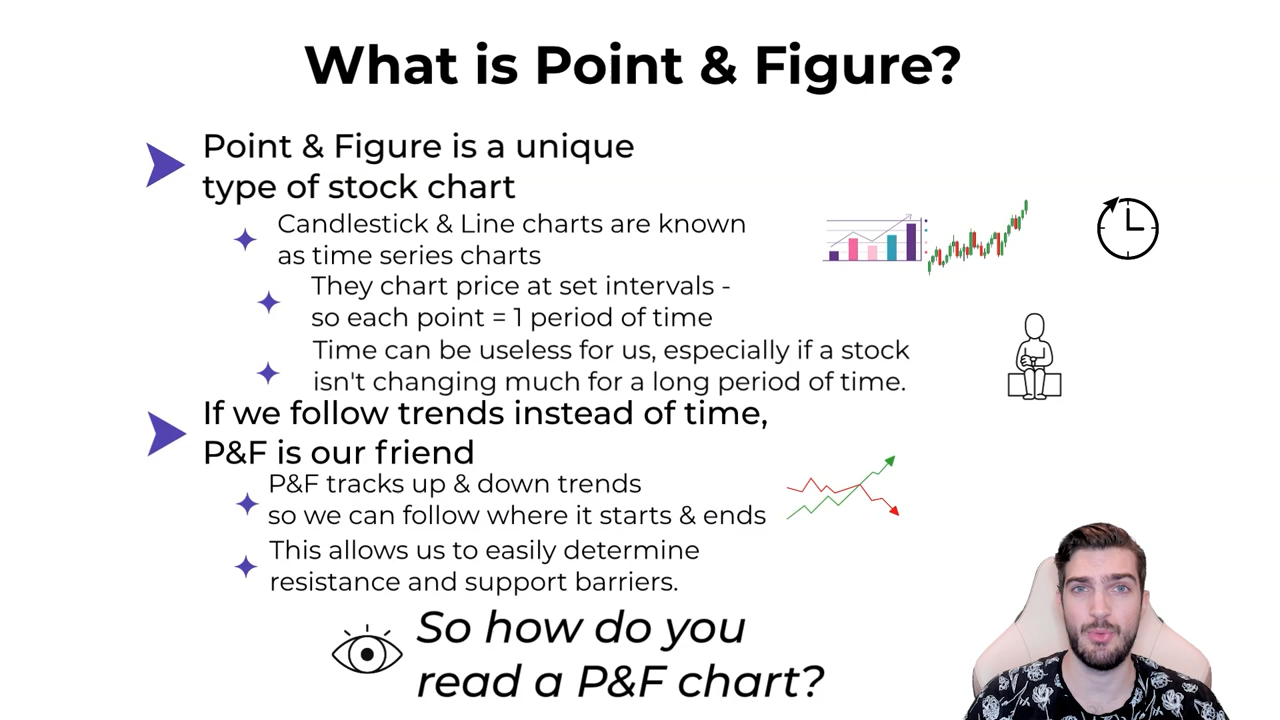 What is Point & Figure?
Point & Figure is a unique
type of stock chart
Candlestick & Line charts are known
as time series charts
They chart price at set intervals -
so each point = 1 period of time
Time can be useless for us, especially if a stock
isn't changing much for a long period of time.
If we follow trends instead of time,
P&F is our friend
P&F tracks up & down trends
so we can follow where it starts & ends
This allows us to easily determine
resistance and support barriers.
So how do you
read a P&F chart?